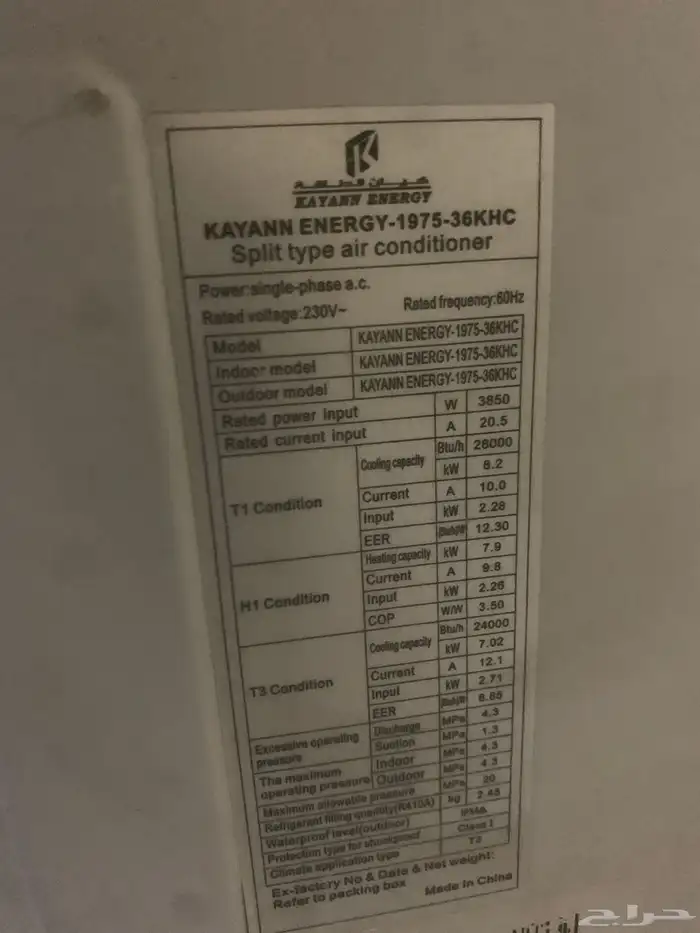 كيان للطاقة
KAYANN ENERGY
KAYANN ENERGY-1975-36KHC
Split type air conditioner
Power:single-phase a.c.
Rated voltage:230V~ Rated frequency:60Hz
Model KAYANN ENERGY-1975-36KHC
Indoor model KAYANN ENERGY-1975-36KHC
Outdoor model KAYANN ENERGY-1975-36KHC
Rated power input W 3850
Rated current input A 20.5
T1 Condition Cooling capacity Btu/h 28000
kW 8.2
Current A 10.0
Input kW 2.28
EER 12.30
H1 Condition Heating capacity kW 7.9
Current A 9.8
Input kW 2.26
COP W/W 3.50
T3 Condition Cooling capacity Btu/h 24000
kW 7.02
Current A 12.1
Input kW 2.71
EER 8.85
Excessive operating pressure Discharge MPa 4.3
Suction MPa 1.3
The maximum operating pressure Indoor MPa 4.3
Outdoor MPa 4.3
Maximum allowable pressure MPa 20
Refrigerant filling quantity(R410A) kg 2.45
Waterproof level(outdoor)
Protection type for shockproof Class I
Climate application type T3
Ex-factory No & Date & Net weight:
Refer to packing box Made in China
حراج